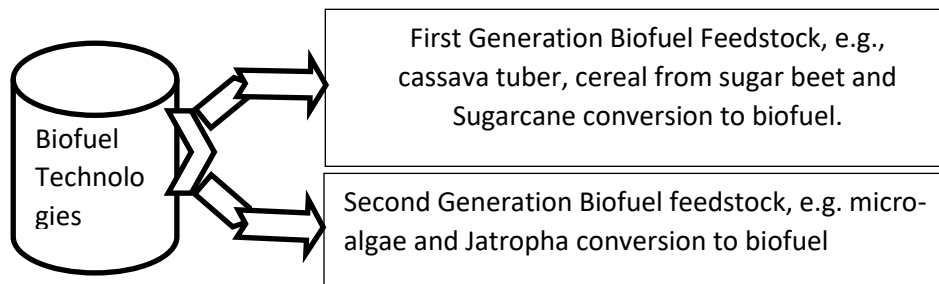 Biofuel
Technolo
gies
First Generation Biofuel Feedstock, e.g.,
cassava tuber, cereal from sugar beet and
Sugarcane conversion to biofuel.
Second Generation Biofuel feedstock, e.g. micro-
algae and Jatropha conversion to biofuel